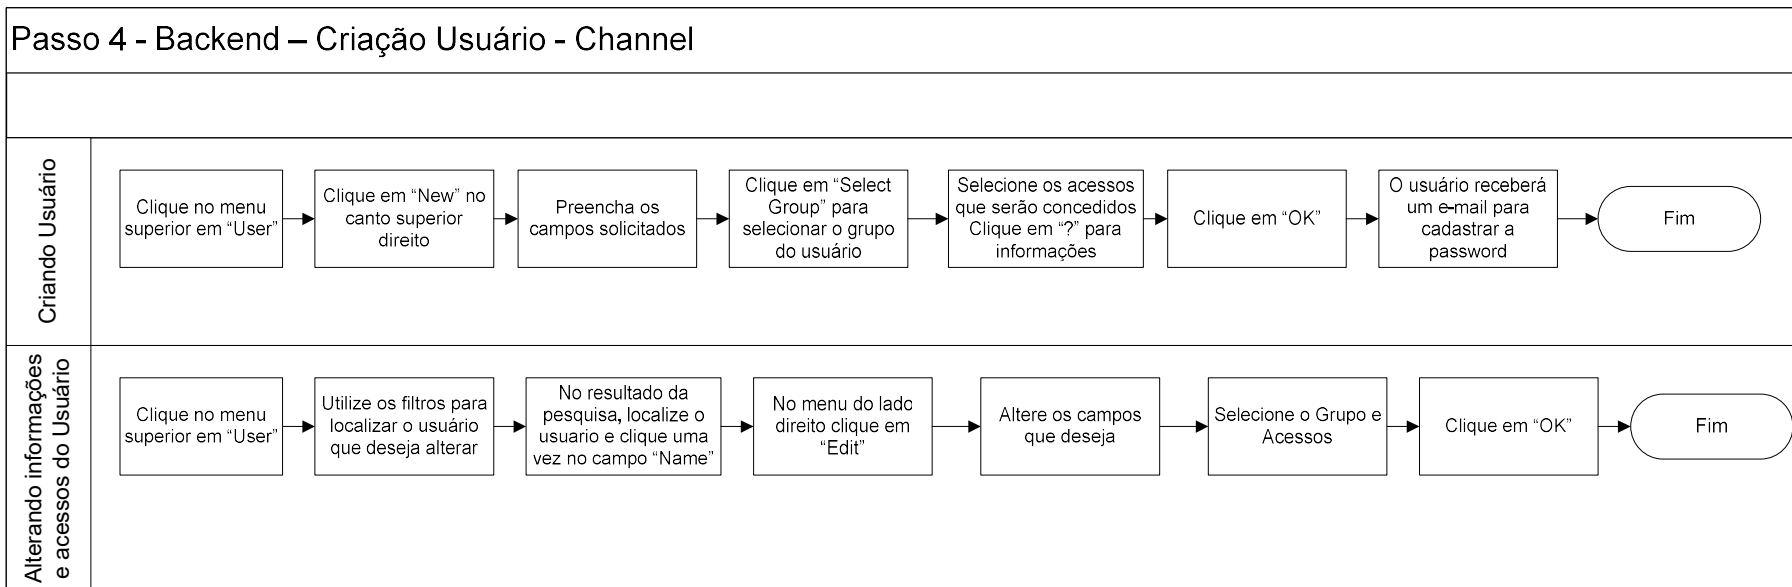 Passo 4 - Backend – Criação Usuário - Channel
Criando Usuário
Clique no menu
superior em “User”
Clique em “New” no
canto superior
direito
Preencha os
campos solicitados
Clique em “Select
Group” para
selecionar o grupo
do usuário
Selecione os acessos
que serão concedidos
Clique em “?” para
informações
Clique em “OK”
O usuário receberá
um e-mail para
cadastrar a
password
Fim
Alterando informações
e acessos do Usuário
Clique no menu
superior em “User”
Utilize os filtros para
localizar o usuário
que deseja alterar
No resultado da
pesquisa, localize o
usuario e clique uma
vez no campo “Name”
No menu do lado
direito clique em
“Edit”
Altere os campos
que deseja
Selecione o Grupo e
Acessos
Clique em “OK”
Fim